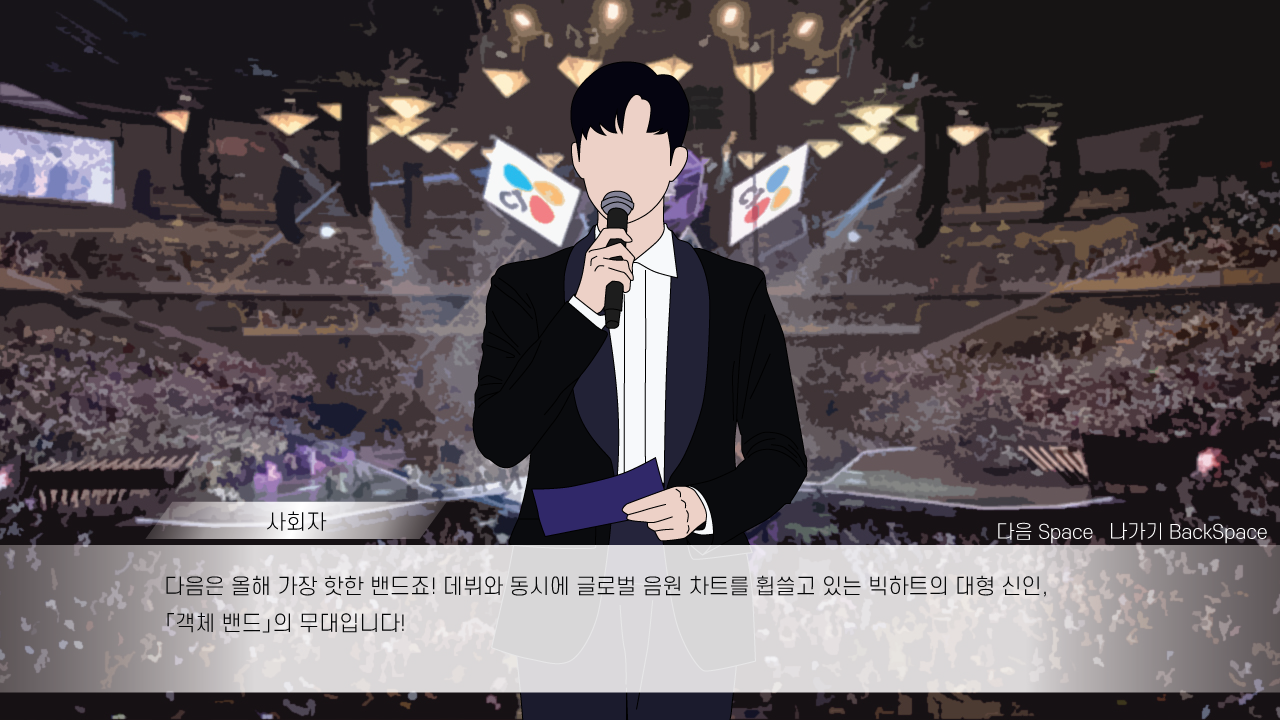 사회자
다음 Space 나가기 BackSpace
다음은 올해 가장 핫한 밴드죠! 데뷔와 동시에 글로벌 음원 차트를 휩쓸고 있는 빅하트의 대형 신인,
「객체 밴드」의 무대입니다!